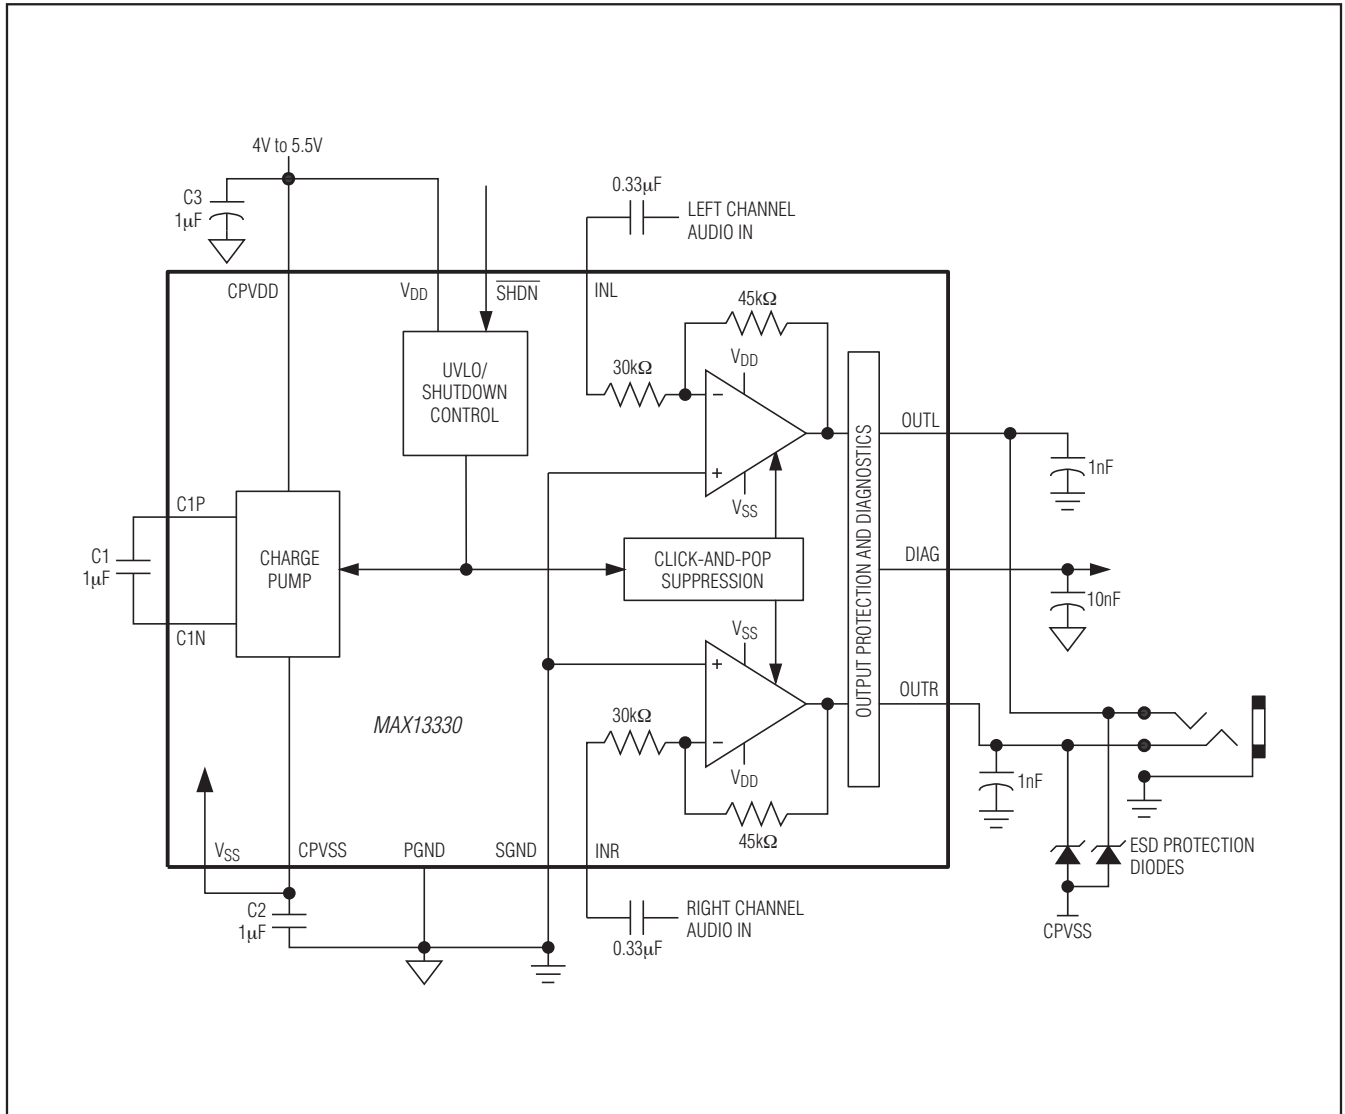 4V to 5.5V
C3
1µF
0.33µF
LEFT CHANNEL
AUDIO IN
CPVDD
VDD
SHDN
INL
45kΩ
30kΩ
VDD
−
+
VSS
UVLO/
SHUTDOWN
CONTROL
OUTL
1nF
C1P
C1
1µF
C1N
CHARGE
PUMP
CLICK-AND-POP
SUPPRESSION
OUTPUT PROTECTION AND DIAGNOSTICS
DIAG
10nF
VSS
+
−
VDD
30kΩ
45kΩ
OUTR
1nF
MAX13330
VSS
CPVSS
PGND
SGND
INR
C2
1µF
RIGHT CHANNEL
AUDIO IN
0.33µF
ESD PROTECTION
DIODES
CPVSS